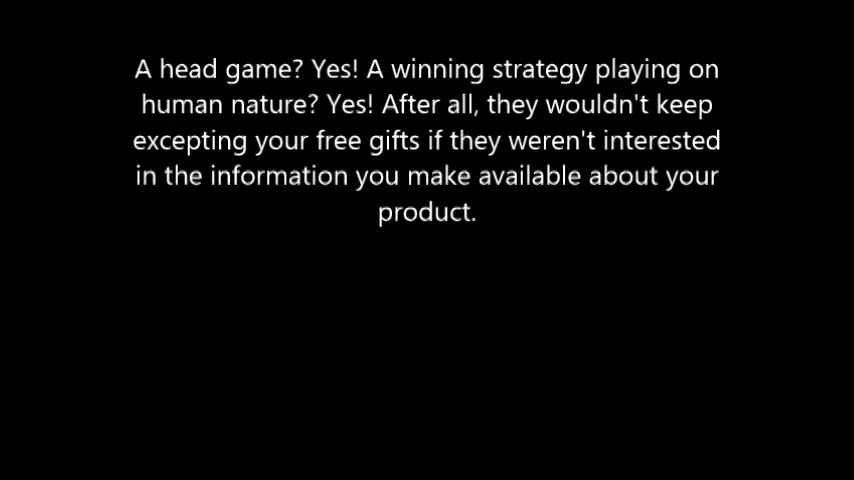 A head game? Yes! A winning strategy playing on
human nature? Yes! After all, they wouldn't keep
excepting your free gifts if they weren't interested
in the information you make available about your
product.